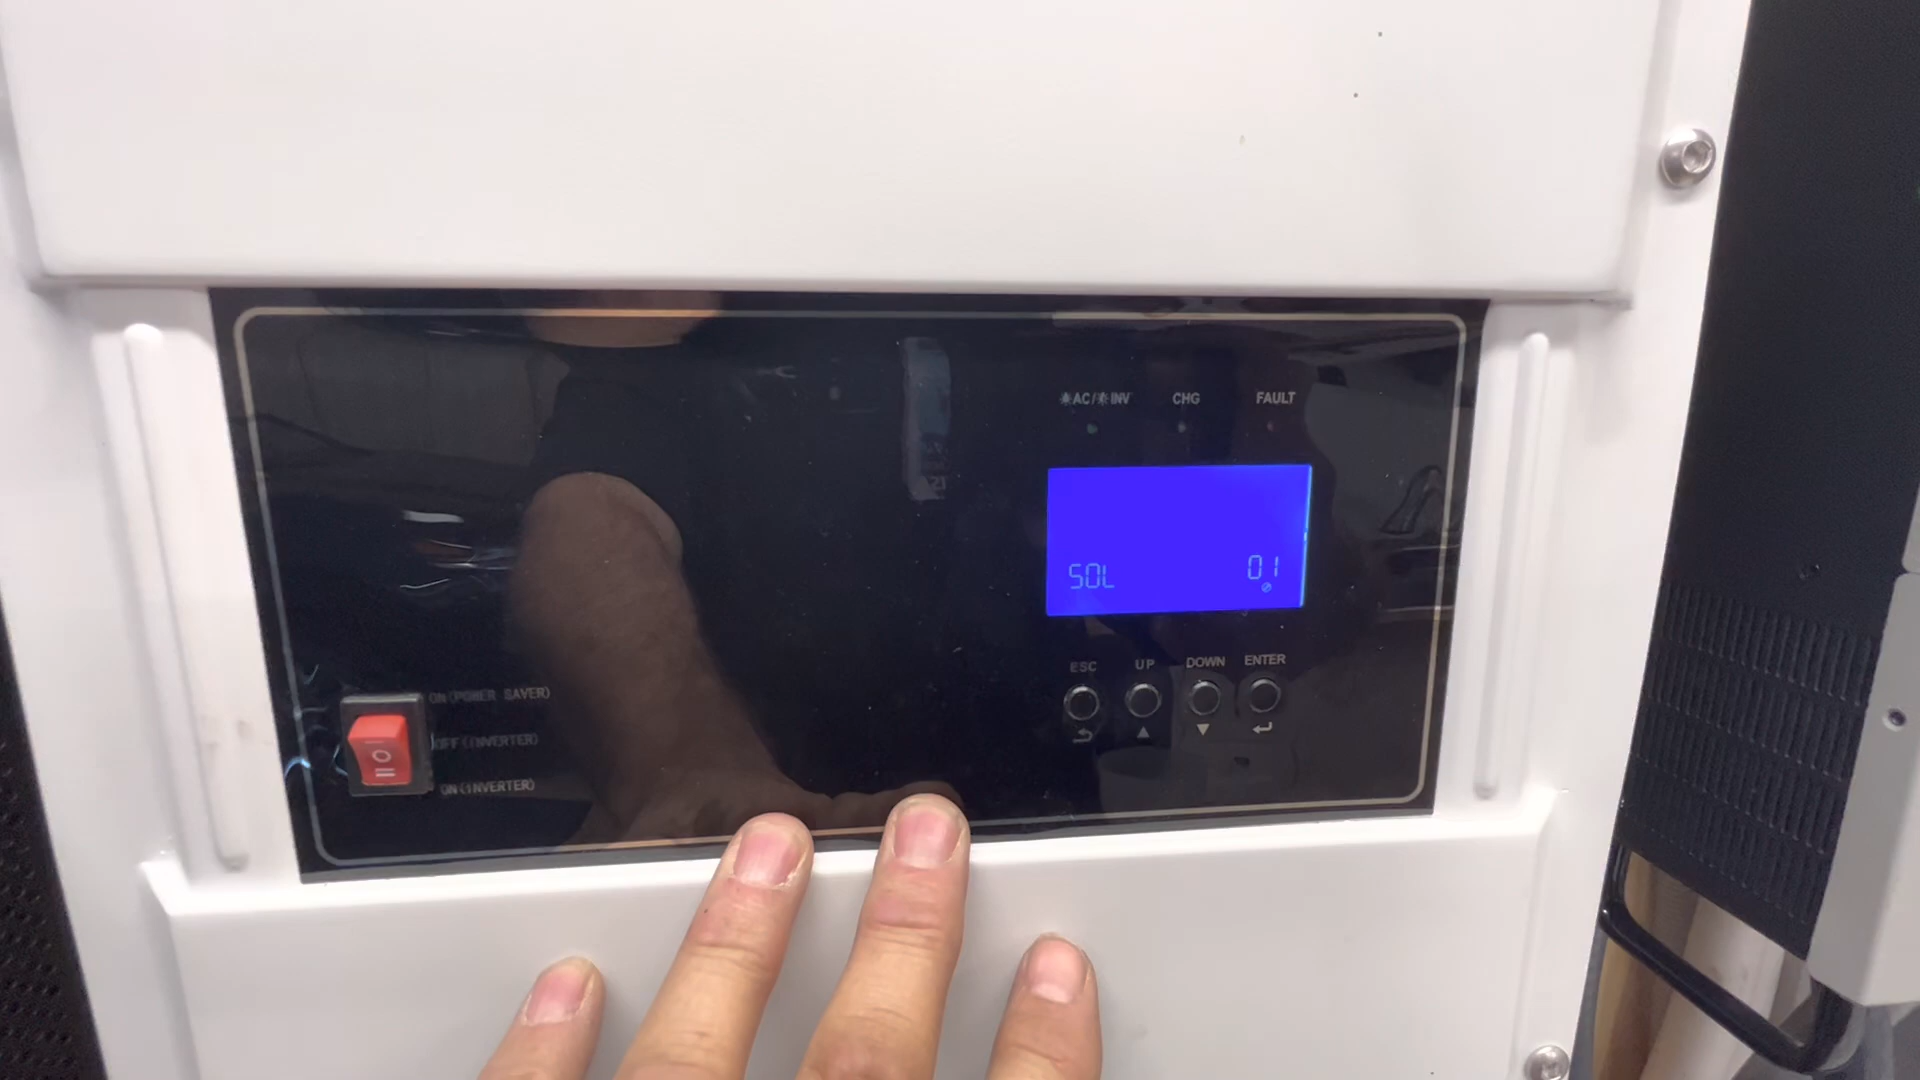 ☀AC/☀INV CHG FAULT
SOL 01
ESC UP DOWN ENTER
ON(POWER SAVER)
OFF(INVERTER)
ON(INVERTER)